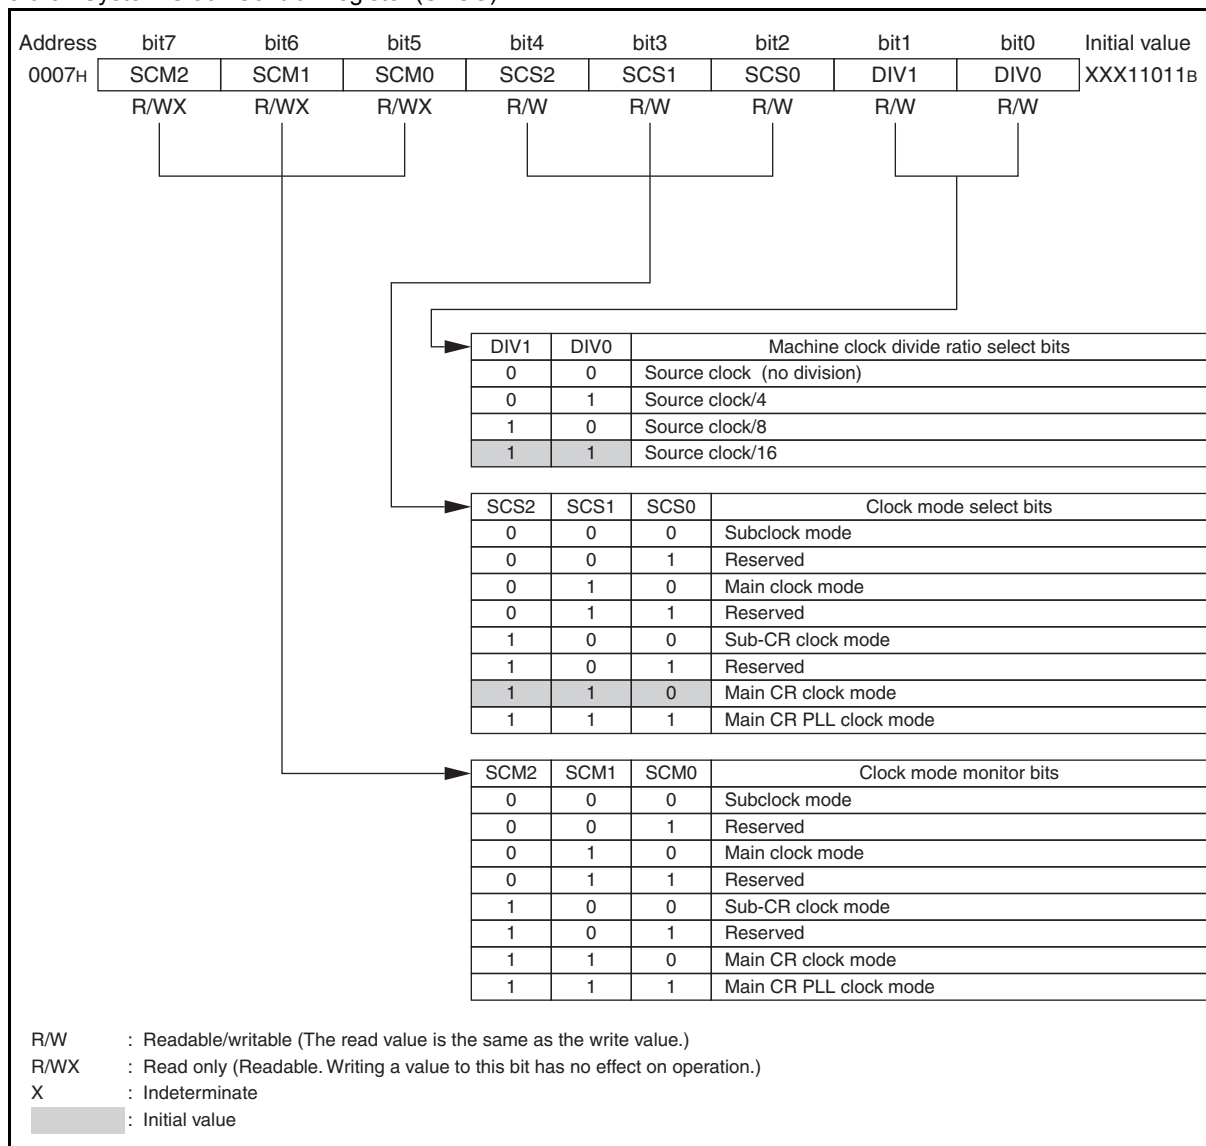 Address bit7 bit6 bit5 bit4 bit3 bit2 bit1 bit0 Initial value
0007H SCM2 SCM1 SCM0 SCS2 SCS1 SCS0 DIV1 DIV0 XXX11011B
R/WX R/WX R/WX R/W R/W R/W R/W R/W
DIV1 DIV0 Machine clock divide ratio select bits
0 0 Source clock (no division)
0 1 Source clock/4
1 0 Source clock/8
1 1 Source clock/16
SCS2 SCS1 SCS0 Clock mode select bits
0 0 0 Subclock mode
0 0 1 Reserved
0 1 0 Main clock mode
0 1 1 Reserved
1 0 0 Sub-CR clock mode
1 0 1 Reserved
1 1 0 Main CR clock mode
1 1 1 Main CR PLL clock mode
SCM2 SCM1 SCM0 Clock mode monitor bits
0 0 0 Subclock mode
0 0 1 Reserved
0 1 0 Main clock mode
0 1 1 Reserved
1 0 0 Sub-CR clock mode
1 0 1 Reserved
1 1 0 Main CR clock mode
1 1 1 Main CR PLL clock mode
R/W : Readable/writable (The read value is the same as the write value.)
R/WX : Read only (Readable. Writing a value to this bit has no effect on operation.)
X : Indeterminate
: Initial value